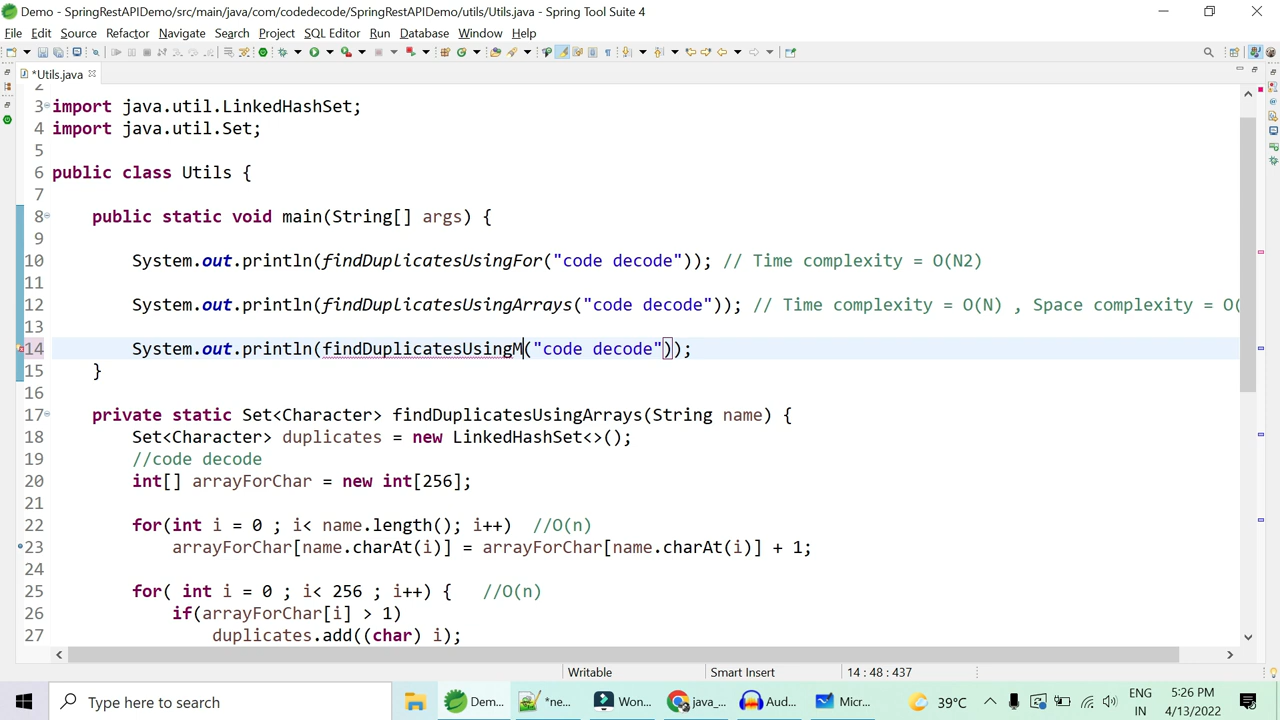 Demo - SpringRestAPIDemo/src/main/java/com/codedecode/SpringRestAPIDemo/utils/Utils.java - Spring Tool Suite 4
File Edit Source Refactor Navigate Search Project SQL Editor Run Database Window Help
*Utils.java
2
3 import java.util.LinkedHashSet;
4 import java.util.Set;
5
6 public class Utils {
7
8 public static void main(String[] args) {
9
10 System.out.println(findDuplicatesUsingFor("code decode")); // Time complexity = O(N2)
11
12 System.out.println(findDuplicatesUsingArrays("code decode")); // Time complexity = O(N) , Space complexity = O(
13
14 System.out.println(findDuplicatesUsingM("code decode"));
15 }
16
17 private static Set<Character> findDuplicatesUsingArrays(String name) {
18 Set<Character> duplicates = new LinkedHashSet<>();
19 //code decode
20 int[] arrayForChar = new int[256];
21
22 for(int i = 0 ; i< name.length(); i++) //O(n)
23 arrayForChar[name.charAt(i)] = arrayForChar[name.charAt(i)] + 1;
24
25 for( int i = 0 ; i< 256 ; i++) { //O(n)
26 if(arrayForChar[i] > 1)
27 duplicates.add((char) i);
Writable Smart Insert 14 : 48 : 437
Type here to search Dem... *ne... Won... java_... Aud... Micr... 39°C ENG IN 5:26 PM 4/13/2022